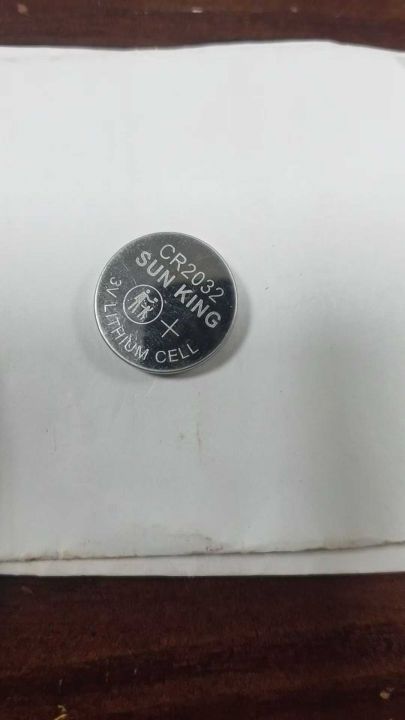 CR2032
SUN KING
+
3V LITHIUM CELL